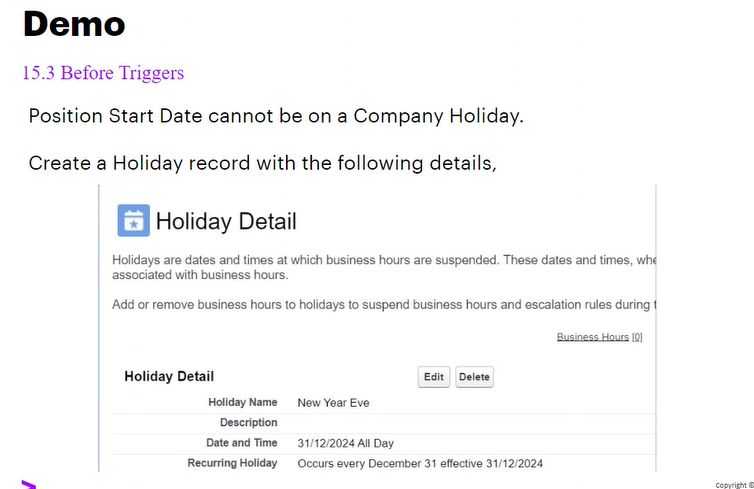 Demo
15.3 Before Triggers
Position Start Date cannot be on a Company Holiday.
Create a Holiday record with the following details,
Holiday Detail
Holidays are dates and times at which business hours are suspended. These dates and times, whe
associated with business hours.
Add or remove business hours to holidays to suspend business hours and escalation rules during t
Business Hours [0]
Holiday Detail Edit Delete
Holiday Name New Year Eve
Description
Date and Time 31/12/2024 All Day
Recurring Holiday Occurs every December 31 effective 31/12/2024
Copyright ©